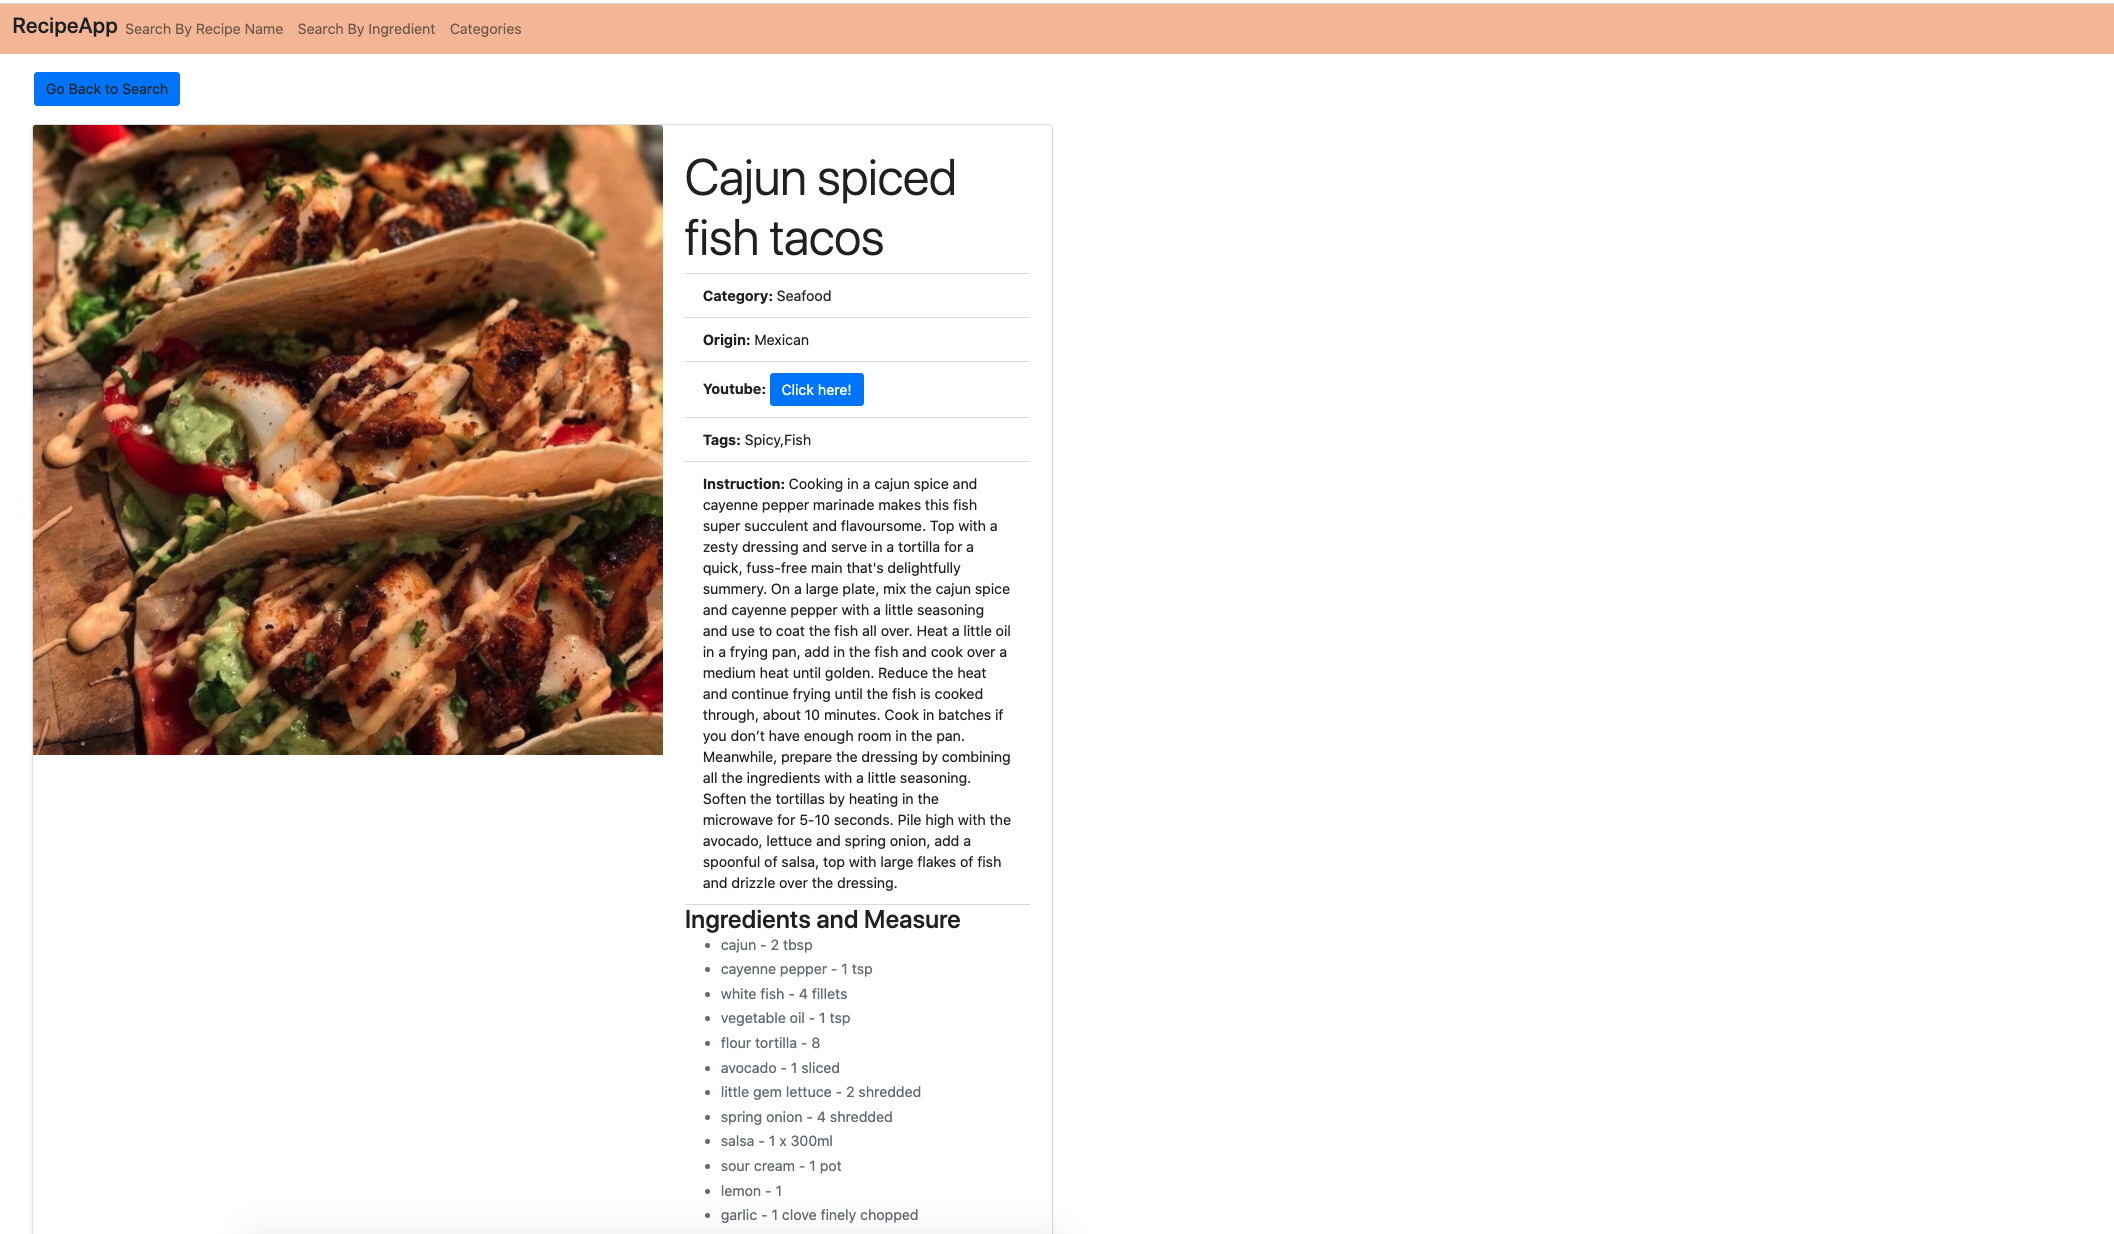 RecipeApp Search By Recipe Name Search By Ingredient Categories
Go Back to Search
Cajun spiced
fish tacos
Category: Seafood
Origin: Mexican
Youtube: Click here!
Tags: Spicy,Fish
Instruction: Cooking in a cajun spice and
cayenne pepper marinade makes this fish
super succulent and flavoursome. Top with a
zesty dressing and serve in a tortilla for a
quick, fuss-free main that's delightfully
summery. On a large plate, mix the cajun spice
and cayenne pepper with a little seasoning
and use to coat the fish all over. Heat a little oil
in a frying pan, add in the fish and cook over a
medium heat until golden. Reduce the heat
and continue frying until the fish is cooked
through, about 10 minutes. Cook in batches if
you don’t have enough room in the pan.
Meanwhile, prepare the dressing by combining
all the ingredients with a little seasoning.
Soften the tortillas by heating in the
microwave for 5-10 seconds. Pile high with the
avocado, lettuce and spring onion, add a
spoonful of salsa, top with large flakes of fish
and drizzle over the dressing.
Ingredients and Measure
• cajun - 2 tbsp
• cayenne pepper - 1 tsp
• white fish - 4 fillets
• vegetable oil - 1 tsp
• flour tortilla - 8
• avocado - 1 sliced
• little gem lettuce - 2 shredded
• spring onion - 4 shredded
• salsa - 1 x 300ml
• sour cream - 1 pot
• lemon - 1
• garlic - 1 clove finely chopped